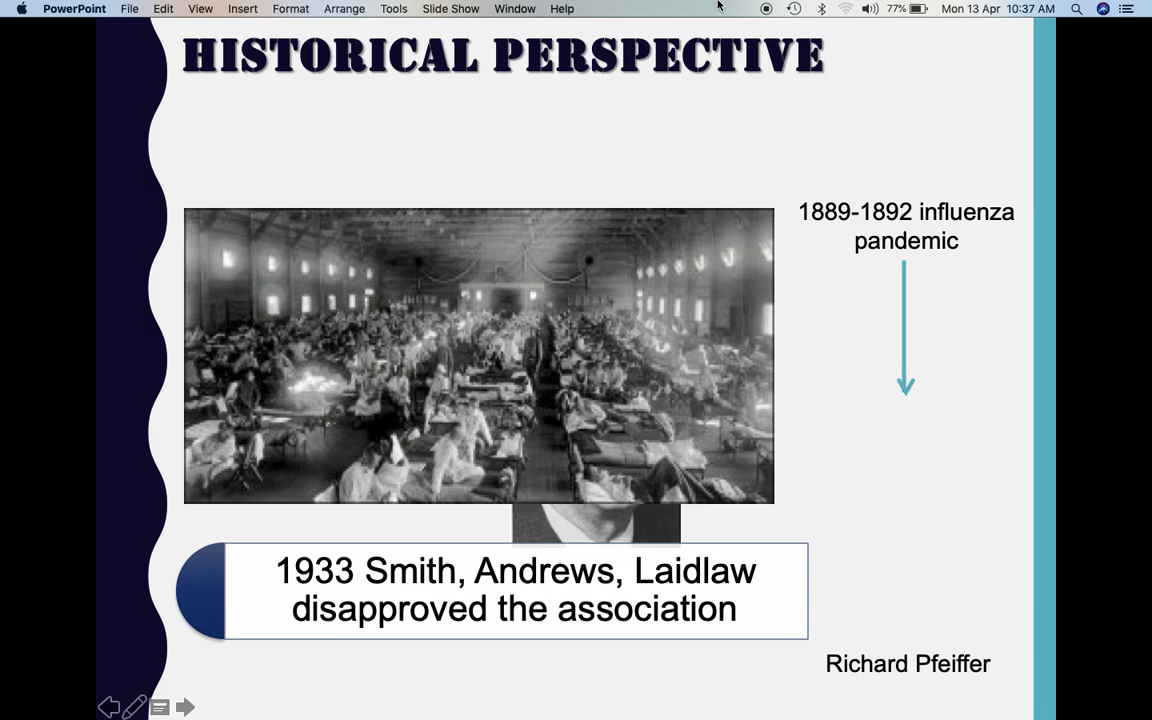 PowerPoint File Edit View Insert Format Arrange Tools Slide Show Window Help 77% Mon 13 Apr 10:37 AM
HISTORICAL PERSPECTIVE
1889-1892 influenza
pandemic
1933 Smith, Andrews, Laidlaw
disapproved the association
Richard Pfeiffer